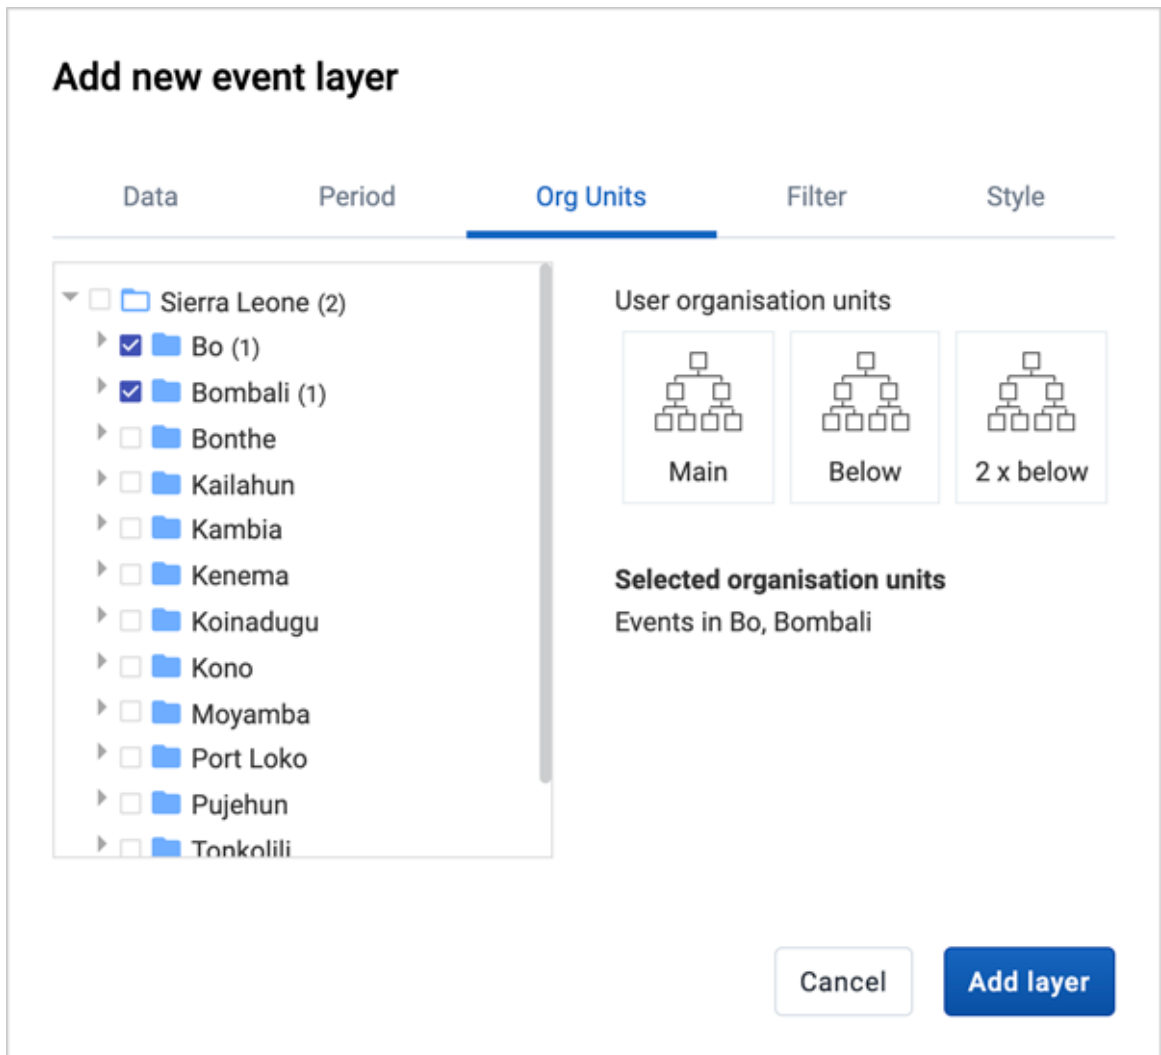 Add new event layer
Data Period Org Units Filter Style
Sierra Leone (2)
Bo (1)
Bombali (1)
Bonthe
Kailahun
Kambia
Kenema
Koinadugu
Kono
Moyamba
Port Loko
Pujehun
Tonkolili
User organisation units
Main Below 2 x below
Selected organisation units
Events in Bo, Bombali
Cancel Add layer